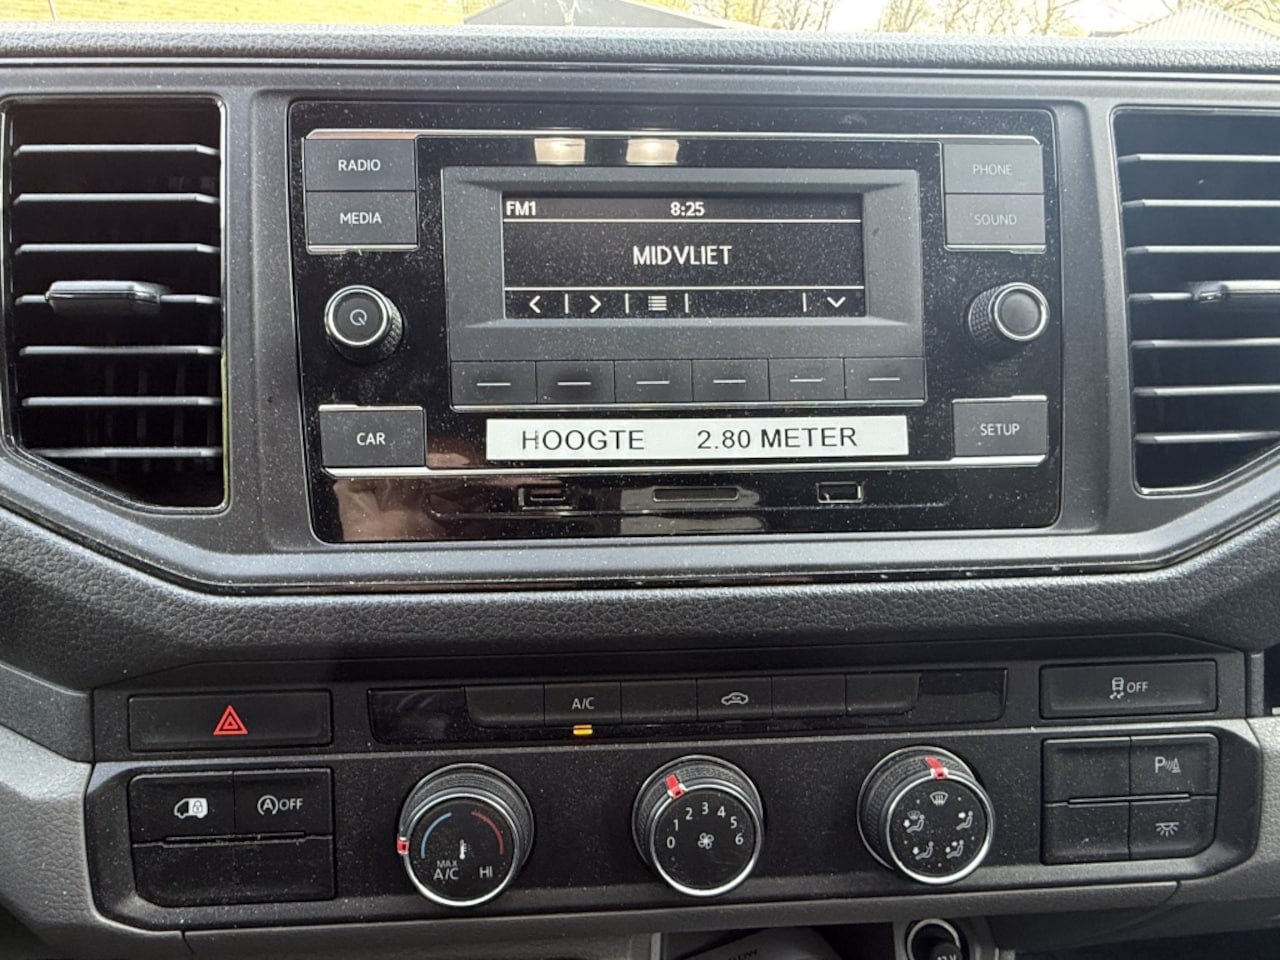 RADIO
PHONE
MEDIA
SOUND
FM1 8:25
MIDVLIET
CAR
HOOGTE 2.80 METER
SETUP
A/C
OFF
OFF
P
MAX
A/C HI
0 1 2 3 4 5 6
12 V